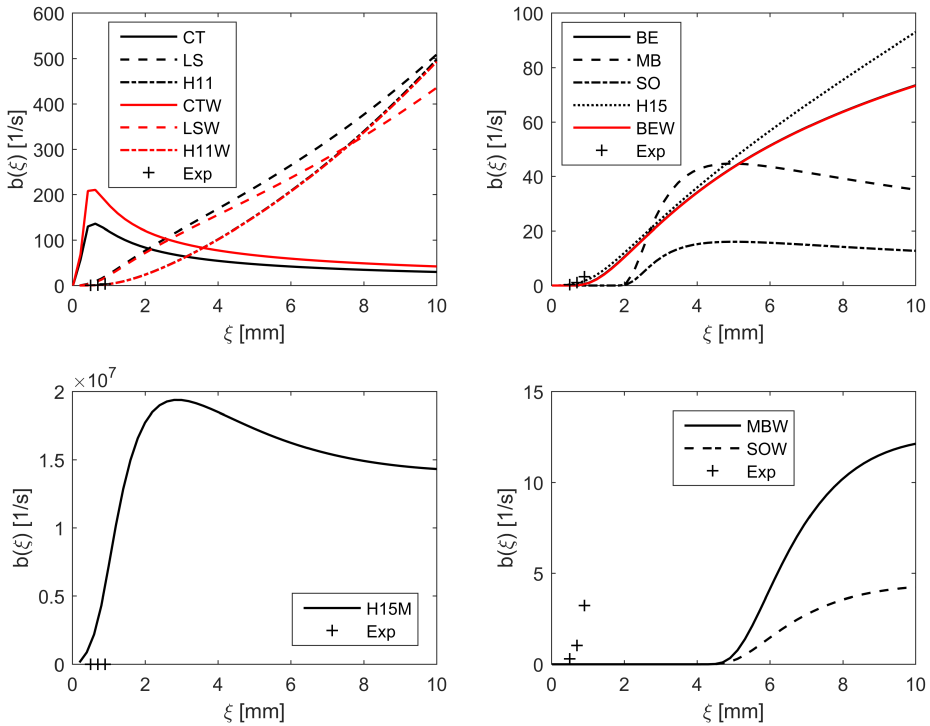 600
500
400
300
200
100
0
b(ξ) [1/s]
CT
LS
H11
CTW
LSW
H11W
Exp
0 2 4 6 8 10
ξ [mm]
100
80
60
40
20
0
b(ξ) [1/s]
BE
MB
SO
H15
BEW
Exp
0 2 4 6 8 10
ξ [mm]
×10⁷
2
1.5
1
0.5
0
b(ξ) [1/s]
H15M
Exp
0 2 4 6 8 10
ξ [mm]
15
10
5
0
b(ξ) [1/s]
MBW
SOW
Exp
0 2 4 6 8 10
ξ [mm]